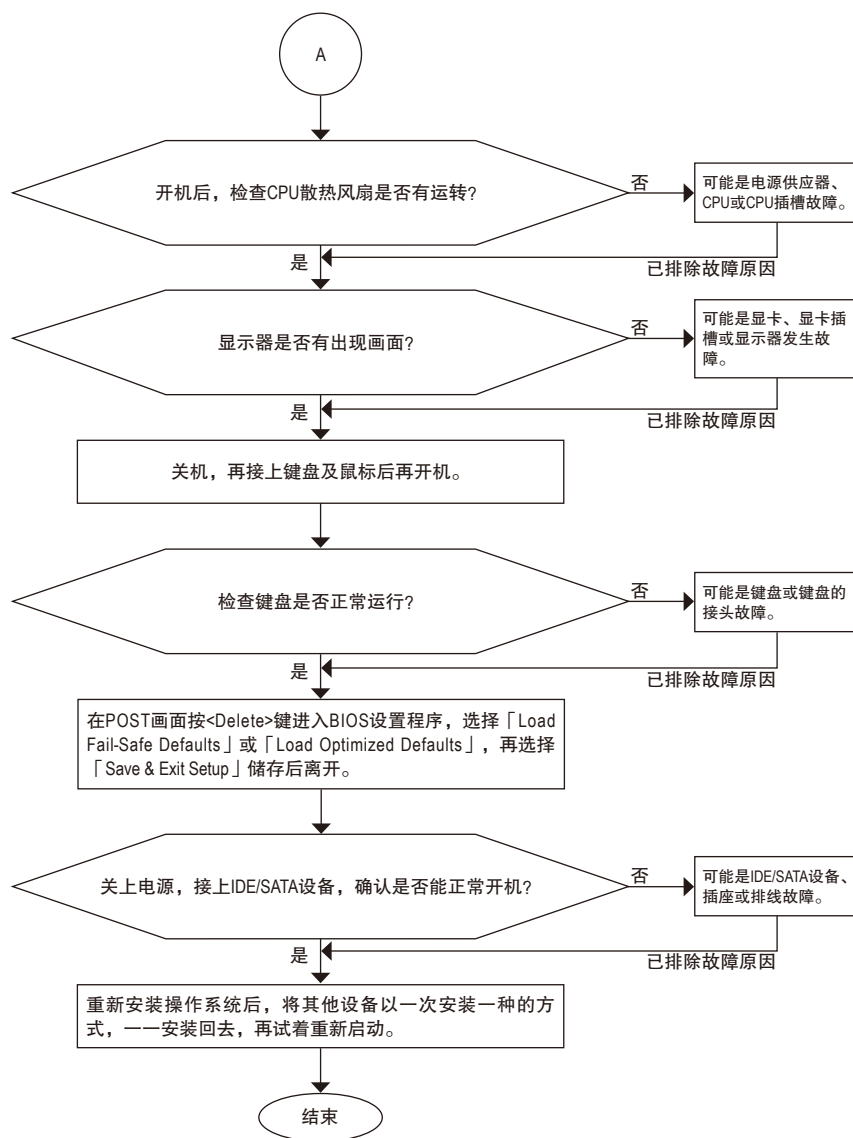 A
开机后，检查CPU散热风扇是否有运转？
否
可能是电源供应器、
CPU或CPU插槽故障。
是
已排除故障原因
显示器是否有出现画面？
否
可能是显卡、显卡插
槽或显示器发生故
障。
是
已排除故障原因
关机，再接上键盘及鼠标后再开机。
检查键盘是否正常运行？
否
可能是键盘或键盘的
接头故障。
是
已排除故障原因
在POST画面按<Delete>键进入BIOS设置程序，选择「Load
Fail-Safe Defaults」或「Load Optimized Defaults」，再选择
「Save & Exit Setup」储存后离开。
关上电源，接上IDE/SATA设备，确认是否能正常开机？
否
可能是IDE/SATA设备、
插座或排线故障。
是
已排除故障原因
重新安装操作系统后，将其他设备以一次安装一种的方
式，一一安装回去，再试着重新启动。
结束